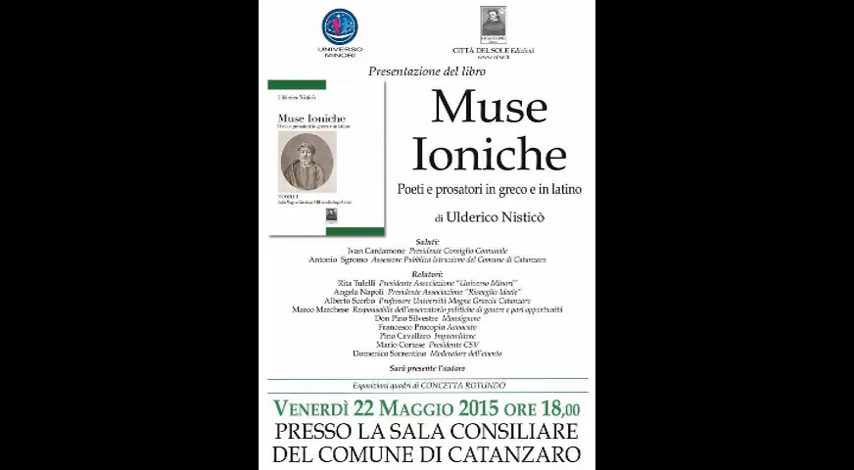 UNIVERSO
MINORI
CITTÀ DEL SOLE Edizioni
Presentazione del libro
Ulderico Nisticò
Muse Ioniche
Poeti e prosatori in greco e in latino
TOMO I
Muse
Ioniche
Poeti e prosatori in greco e in latino
di Ulderico Nisticò
Saluti:
Ivan Cardamone Presidente Consiglio Comunale
Antonio Sgromo Assessore Pubblica Istruzione del Comune di Catanzaro
Relatori:
Rita Tulelli Presidente Associazione "Universo Minori"
Angela Napoli Presidente Associazione "Risveglio Ideale"
Alberto Scerbo Professore Università Magna Graecia Catanzaro
Marco Marchese Responsabile dell'osservatorio politiche di genere e pari opportunità
Don Pino Silvestre Monsignore
Francesco Procopio Avvocato
Pino Cavallaro Imprenditore
Mario Cortese Presidente CSV
Domenico Sorrentino Moderatore dell'evento
Sarà presente l'autore
Esposizioni quadri di CONCETTA ROTUNDO
VENERDÌ 22 MAGGIO 2015 ORE 18,00
PRESSO LA SALA CONSILIARE
DEL COMUNE DI CATANZARO